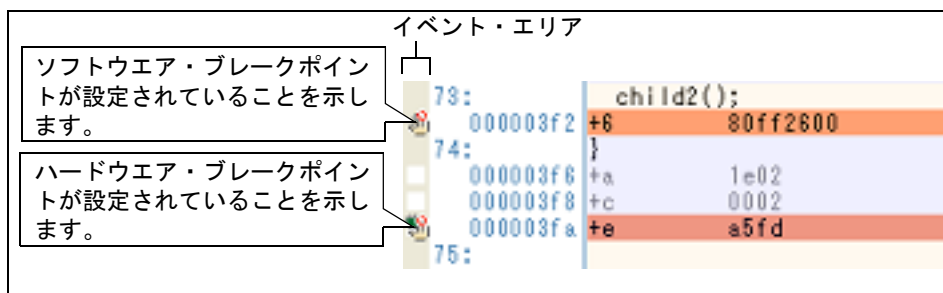 イベント・エリア
ソフトウエア・ブレークポイン
トが設定されていることを示し
ます。
ハードウエア・ブレークポイン
トが設定されていることを示し
ます。
73: child2();
000003f2 +6 80ff2600
74: }
000003f6 +a 1e02
000003f8 +c 0002
000003fa +e a5fd
75: